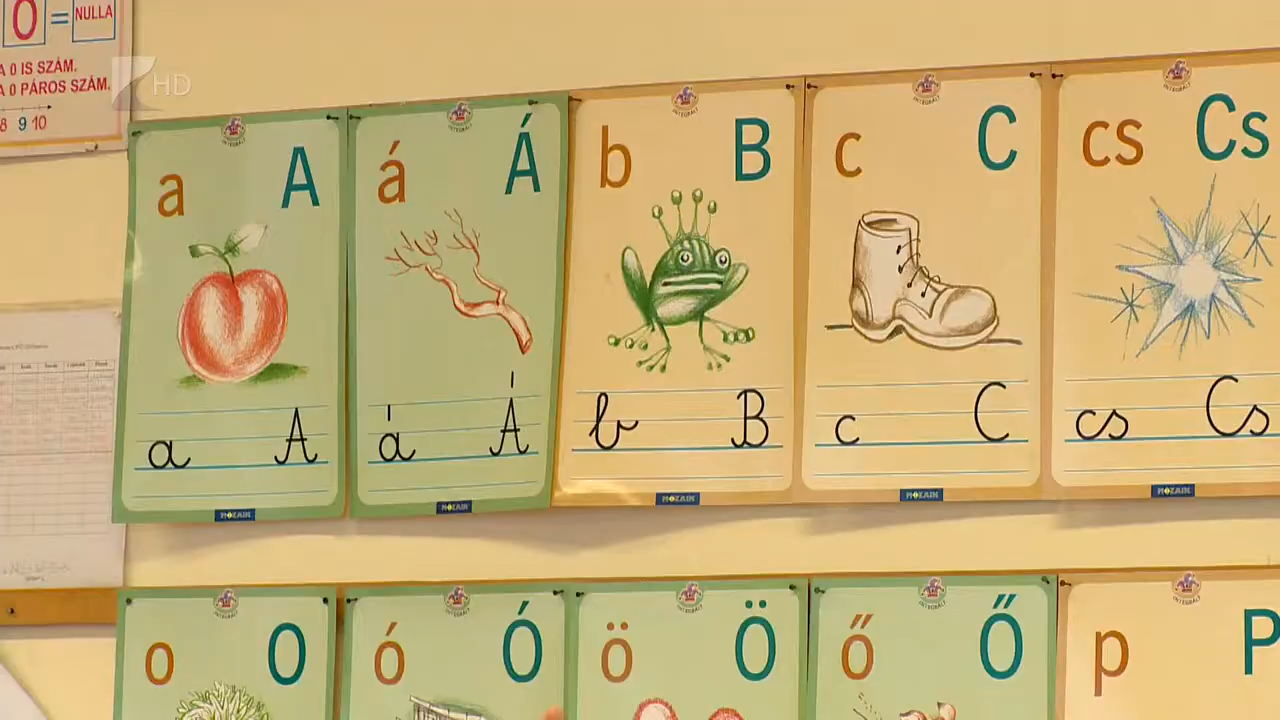 0 = NULLA
A 0 IS SZÁM.
A 0 PÁROS SZÁM.
8 9 10
HD
a A
á Á
b B
c C
cs Cs
a A
á Á
b B
c C
cs Cs
MOZAIK
MOZAIK
MOZAIK
MOZAIK
MOZAIK
o O
ó Ó
ö Ö
ő Ő
p P